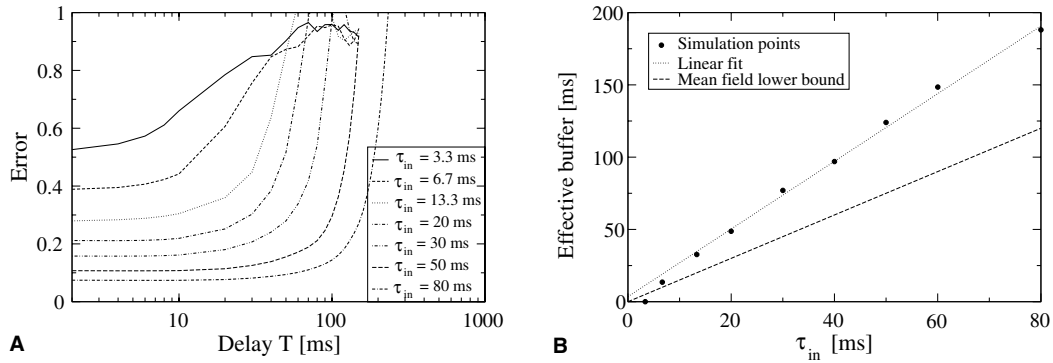 1
0.8
0.6
0.4
0.2
0
Error
10
100
1000
Delay T [ms]
τin = 3.3 ms
τin = 6.7 ms
τin = 13.3 ms
τin = 20 ms
τin = 30 ms
τin = 50 ms
τin = 80 ms
A
200
150
100
50
0
Effective buffer [ms]
Simulation points
Linear fit
Mean field lower bound
0
20
40
60
80
τin [ms]
B